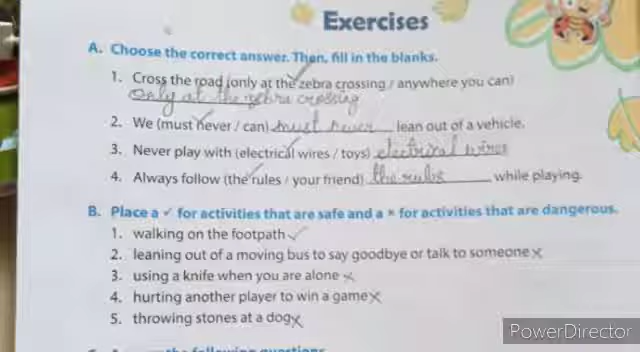 Exercises
A. Choose the correct answer. Then, fill in the blanks.
1. Cross the road (only at the zebra crossing / anywhere you can)
Only at the zebra crossing
2. We (must never / can) must never lean out of a vehicle.
3. Never play with (electrical wires / toys) electrical wires
4. Always follow (the rules / your friend) the rules while playing.
B. Place a ✓ for activities that are safe and a × for activities that are dangerous.
1. walking on the footpath ✓
2. leaning out of a moving bus to say goodbye or talk to someone ×
3. using a knife when you are alone ×
4. hurting another player to win a game ×
5. throwing stones at a dog ×
the following questions
PowerDirector